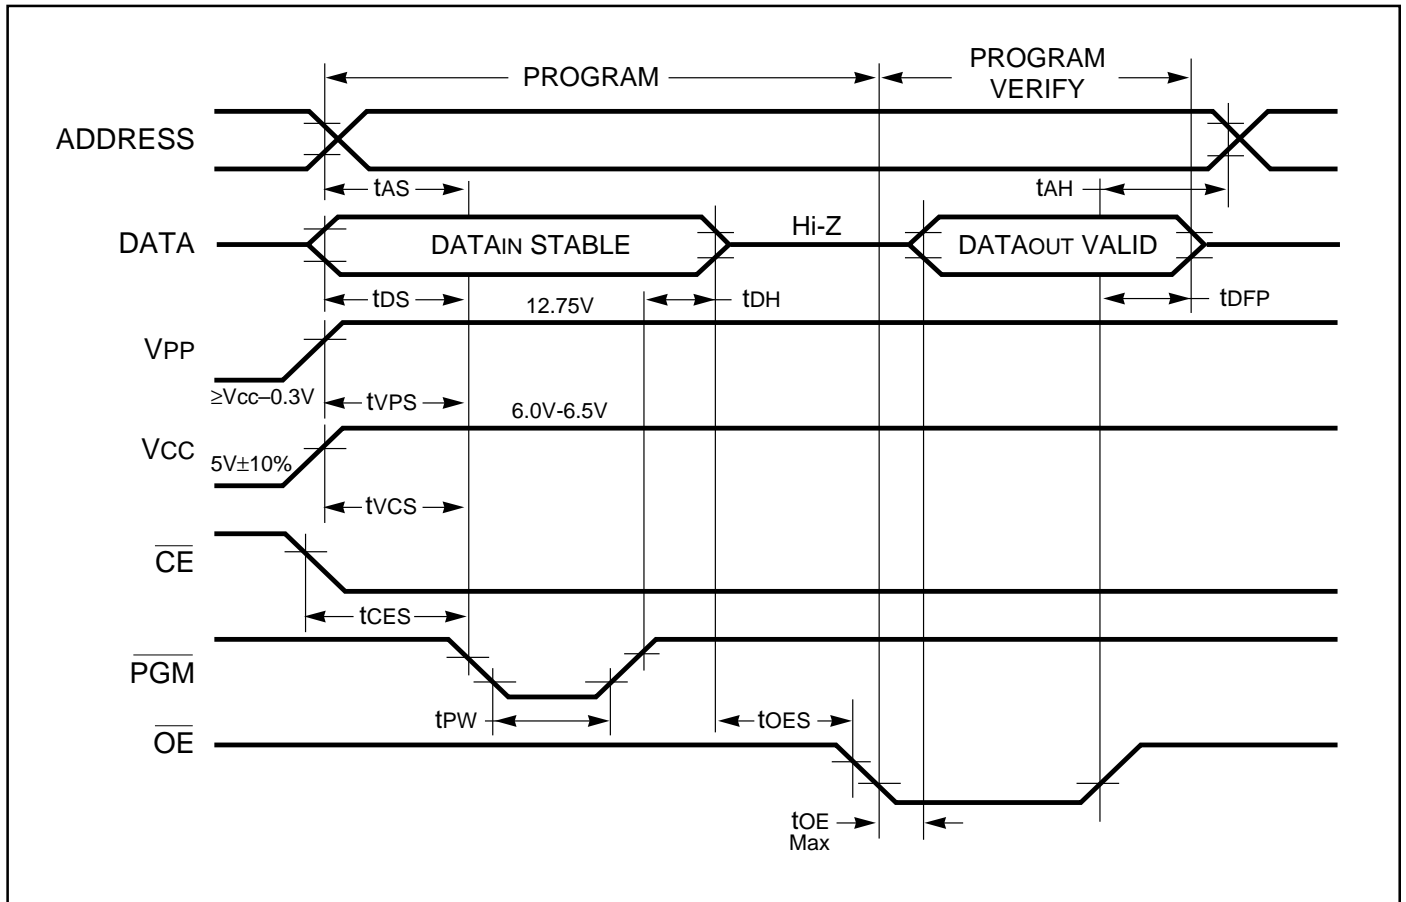 PROGRAM
PROGRAM
VERIFY
ADDRESS
tAS
tAH
DATA
DATAIN STABLE
Hi-Z
DATAOUT VALID
tDS
12.75V
tDH
tDFP
VPP
≥Vcc–0.3V
tVPS
6.0V-6.5V
VCC
5V±10%
tVCS
CE
tCES
PGM
tPW
tOES
OE
tOE
Max